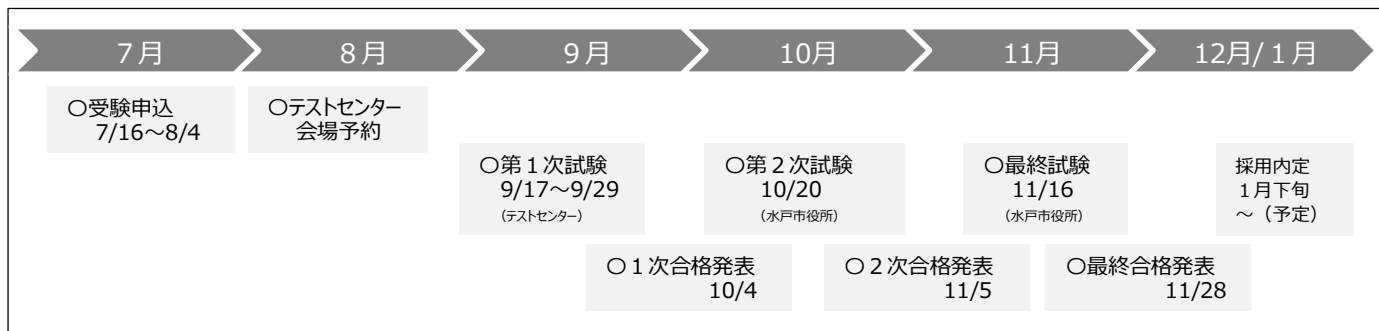 7月
8月
9月
10月
11月
12月/1月
○受験申込
7/16～8/4
○テストセンター
会場予約
○第１次試験
9/17～9/29
（テストセンター）
○第２次試験
10/20
（水戸市役所）
○最終試験
11/16
（水戸市役所）
採用内定
１月下旬
～（予定）
○１次合格発表
10/4
○２次合格発表
11/5
○最終合格発表
11/28